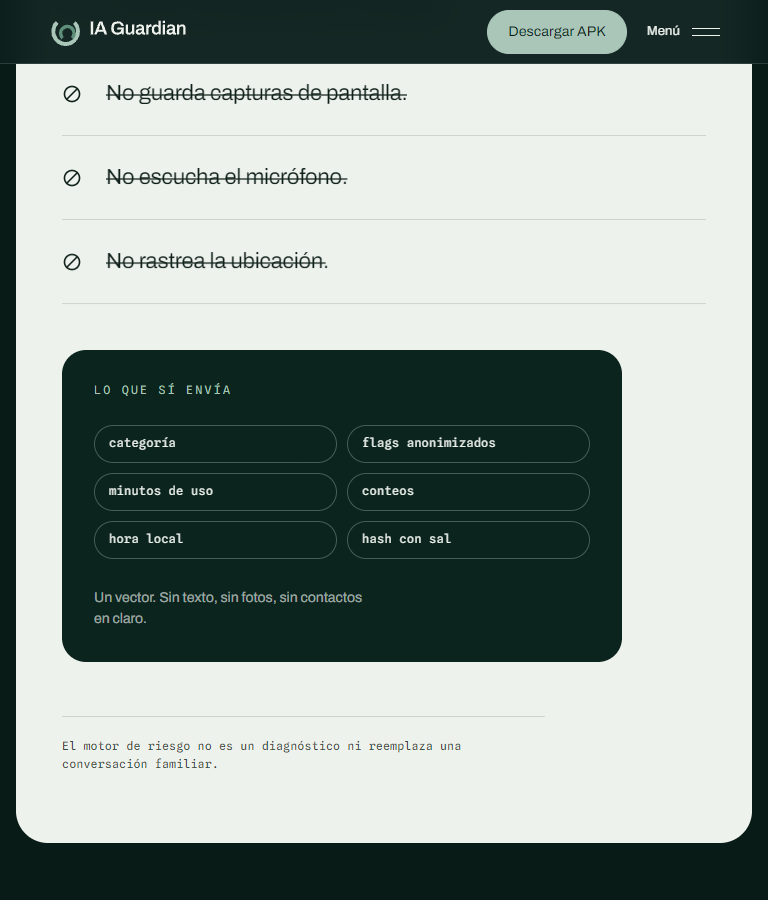 IA Guardian
Descargar APK
Menú
No guarda capturas de pantalla.
No escucha el micrófono.
No rastrea la ubicación.
LO QUE SÍ ENVÍA
categoría
flags anonimizados
minutos de uso
conteos
hora local
hash con sal
Un vector. Sin texto, sin fotos, sin contactos
en claro.
El motor de riesgo no es un diagnóstico ni reemplaza una
conversación familiar.